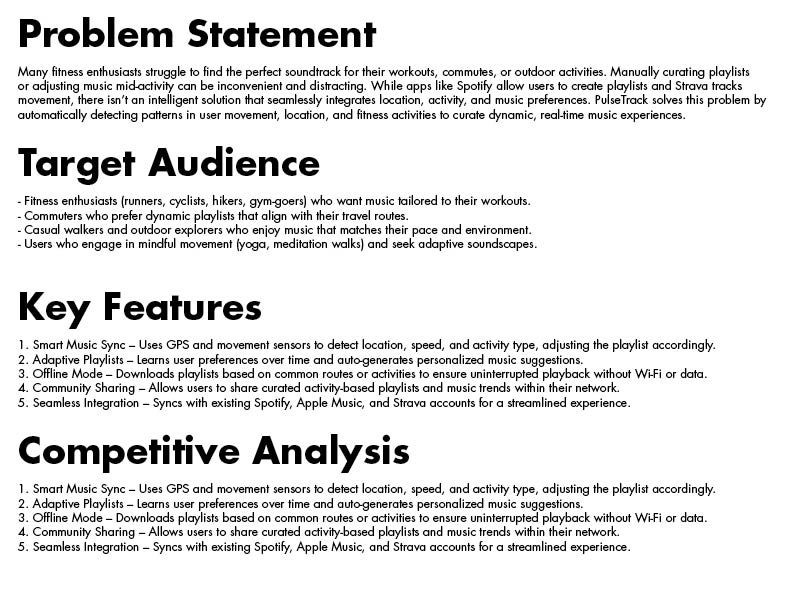 Problem Statement
Many fitness enthusiasts struggle to find the perfect soundtrack for their workouts, commutes, or outdoor activities. Manually curating playlists
or adjusting music mid-activity can be inconvenient and distracting. While apps like Spotify allow users to create playlists and Strava tracks
movement, there isn’t an intelligent solution that seamlessly integrates location, activity, and music preferences. PulseTrack solves this problem by
automatically detecting patterns in user movement, location, and fitness activities to curate dynamic, real-time music experiences.
Target Audience
- Fitness enthusiasts (runners, cyclists, hikers, gym-goers) who want music tailored to their workouts.
- Commuters who prefer dynamic playlists that align with their travel routes.
- Casual walkers and outdoor explorers who enjoy music that matches their pace and environment.
- Users who engage in mindful movement (yoga, meditation walks) and seek adaptive soundscapes.
Key Features
1. Smart Music Sync – Uses GPS and movement sensors to detect location, speed, and activity type, adjusting the playlist accordingly.
2. Adaptive Playlists – Learns user preferences over time and auto-generates personalized music suggestions.
3. Offline Mode – Downloads playlists based on common routes or activities to ensure uninterrupted playback without Wi-Fi or data.
4. Community Sharing – Allows users to share curated activity-based playlists and music trends within their network.
5. Seamless Integration – Syncs with existing Spotify, Apple Music, and Strava accounts for a streamlined experience.
Competitive Analysis
1. Smart Music Sync – Uses GPS and movement sensors to detect location, speed, and activity type, adjusting the playlist accordingly.
2. Adaptive Playlists – Learns user preferences over time and auto-generates personalized music suggestions.
3. Offline Mode – Downloads playlists based on common routes or activities to ensure uninterrupted playback without Wi-Fi or data.
4. Community Sharing – Allows users to share curated activity-based playlists and music trends within their network.
5. Seamless Integration – Syncs with existing Spotify, Apple Music, and Strava accounts for a streamlined experience.